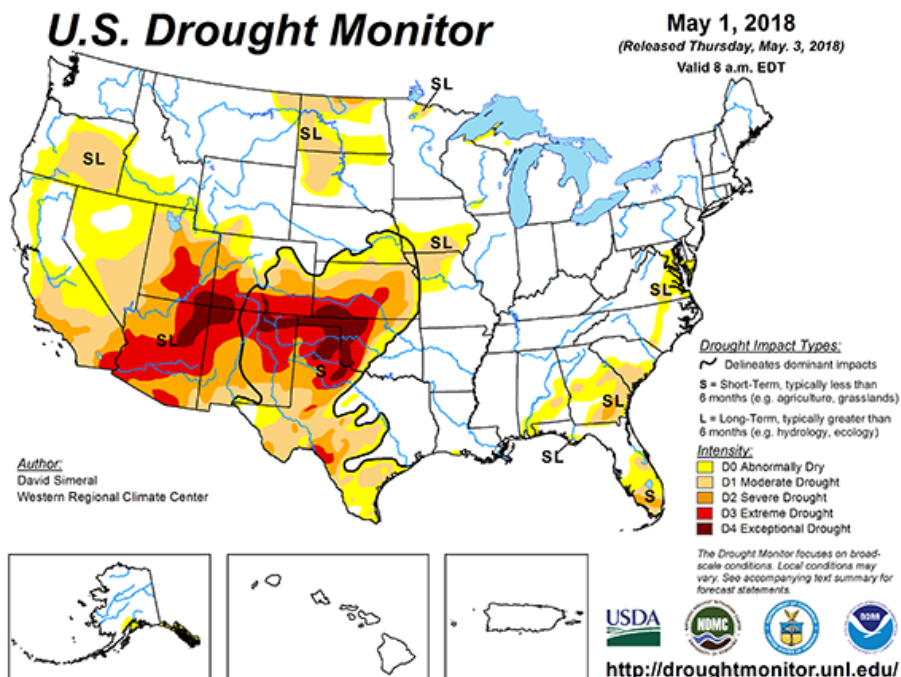 U.S. Drought Monitor
May 1, 2018
(Released Thursday, May. 3, 2018)
Valid 8 a.m. EDT
SL
SL
SL
SL
SL
SL
S
SL
SL
S
Drought Impact Types:
Delineates dominant impacts
S = Short-Term, typically less than
6 months (e.g. agriculture, grasslands)
L = Long-Term, typically greater than
6 months (e.g. hydrology, ecology)
Intensity:
D0 Abnormally Dry
D1 Moderate Drought
D2 Severe Drought
D3 Extreme Drought
D4 Exceptional Drought
Author:
David Simeral
Western Regional Climate Center
The Drought Monitor focuses on broad-
scale conditions. Local conditions may
vary. See accompanying text summary for
forecast statements.
USDA
NDMC
NOAA
http://droughtmonitor.unl.edu/